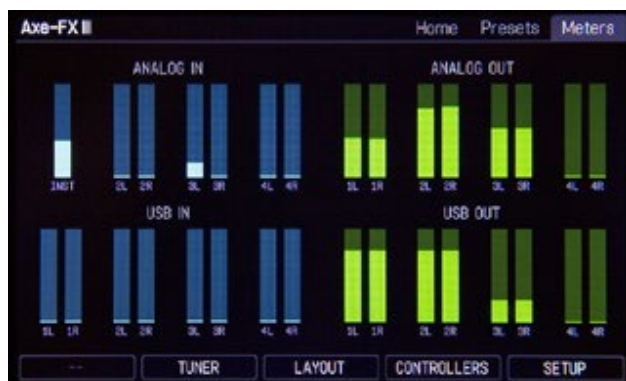 Axe-FX III Home Presets Meters
ANALOG IN ANALOG OUT
INST 2L 2R 3L 3R 4L 4R 1L 1R 2L 2R 3L 3R 4L 4R
USB IN USB OUT
1L 1R 2L 2R 3L 3R 4L 4R 1L 1R 2L 2R 3L 3R 4L 4R
-- TUNER LAYOUT CONTROLLERS SETUP